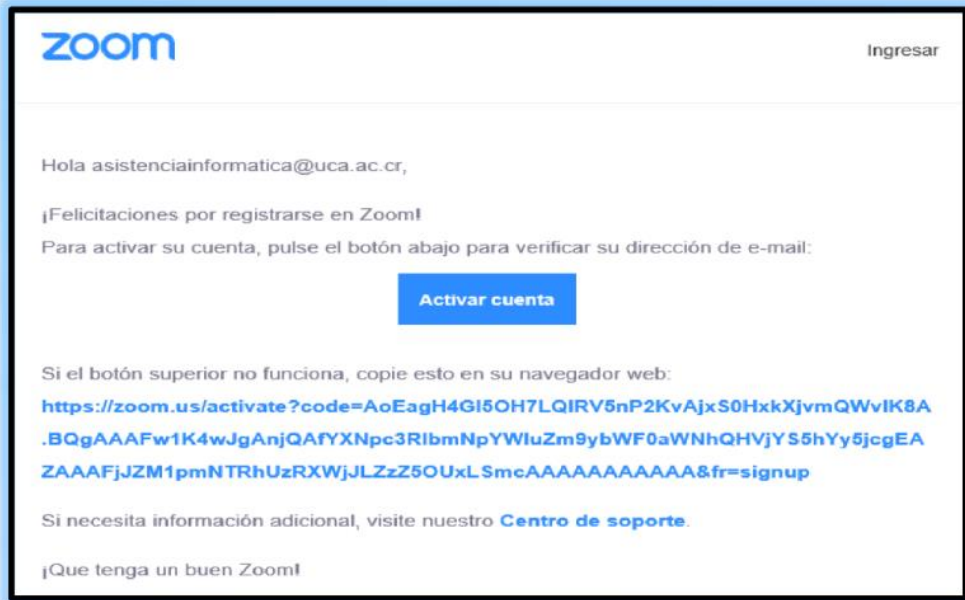 zoom
Ingresar
Hola asistenciainformatica@uca.ac.cr,
¡Felicitaciones por registrarse en Zoom!
Para activar su cuenta, pulse el botón abajo para verificar su dirección de e-mail:
Activar cuenta
Si el botón superior no funciona, copie esto en su navegador web:
https://zoom.us/activate?code=AoEagH4GI5OH7LQIRV5nP2KvAjxS0HxkXjvmQWvIK8A
.BQgAAAFw1K4wJgAnjQAfYXNpc3RlbmNpYWluZm9ybWF0aWNhQHVjYS5hYy5jcgEA
ZAAAFjJZM1pmNTRhUzRXWjJLZzZ5OUxLSmcAAAAAAAAAAA&fr=signup
Si necesita información adicional, visite nuestro Centro de soporte.
¡Que tenga un buen Zoom!